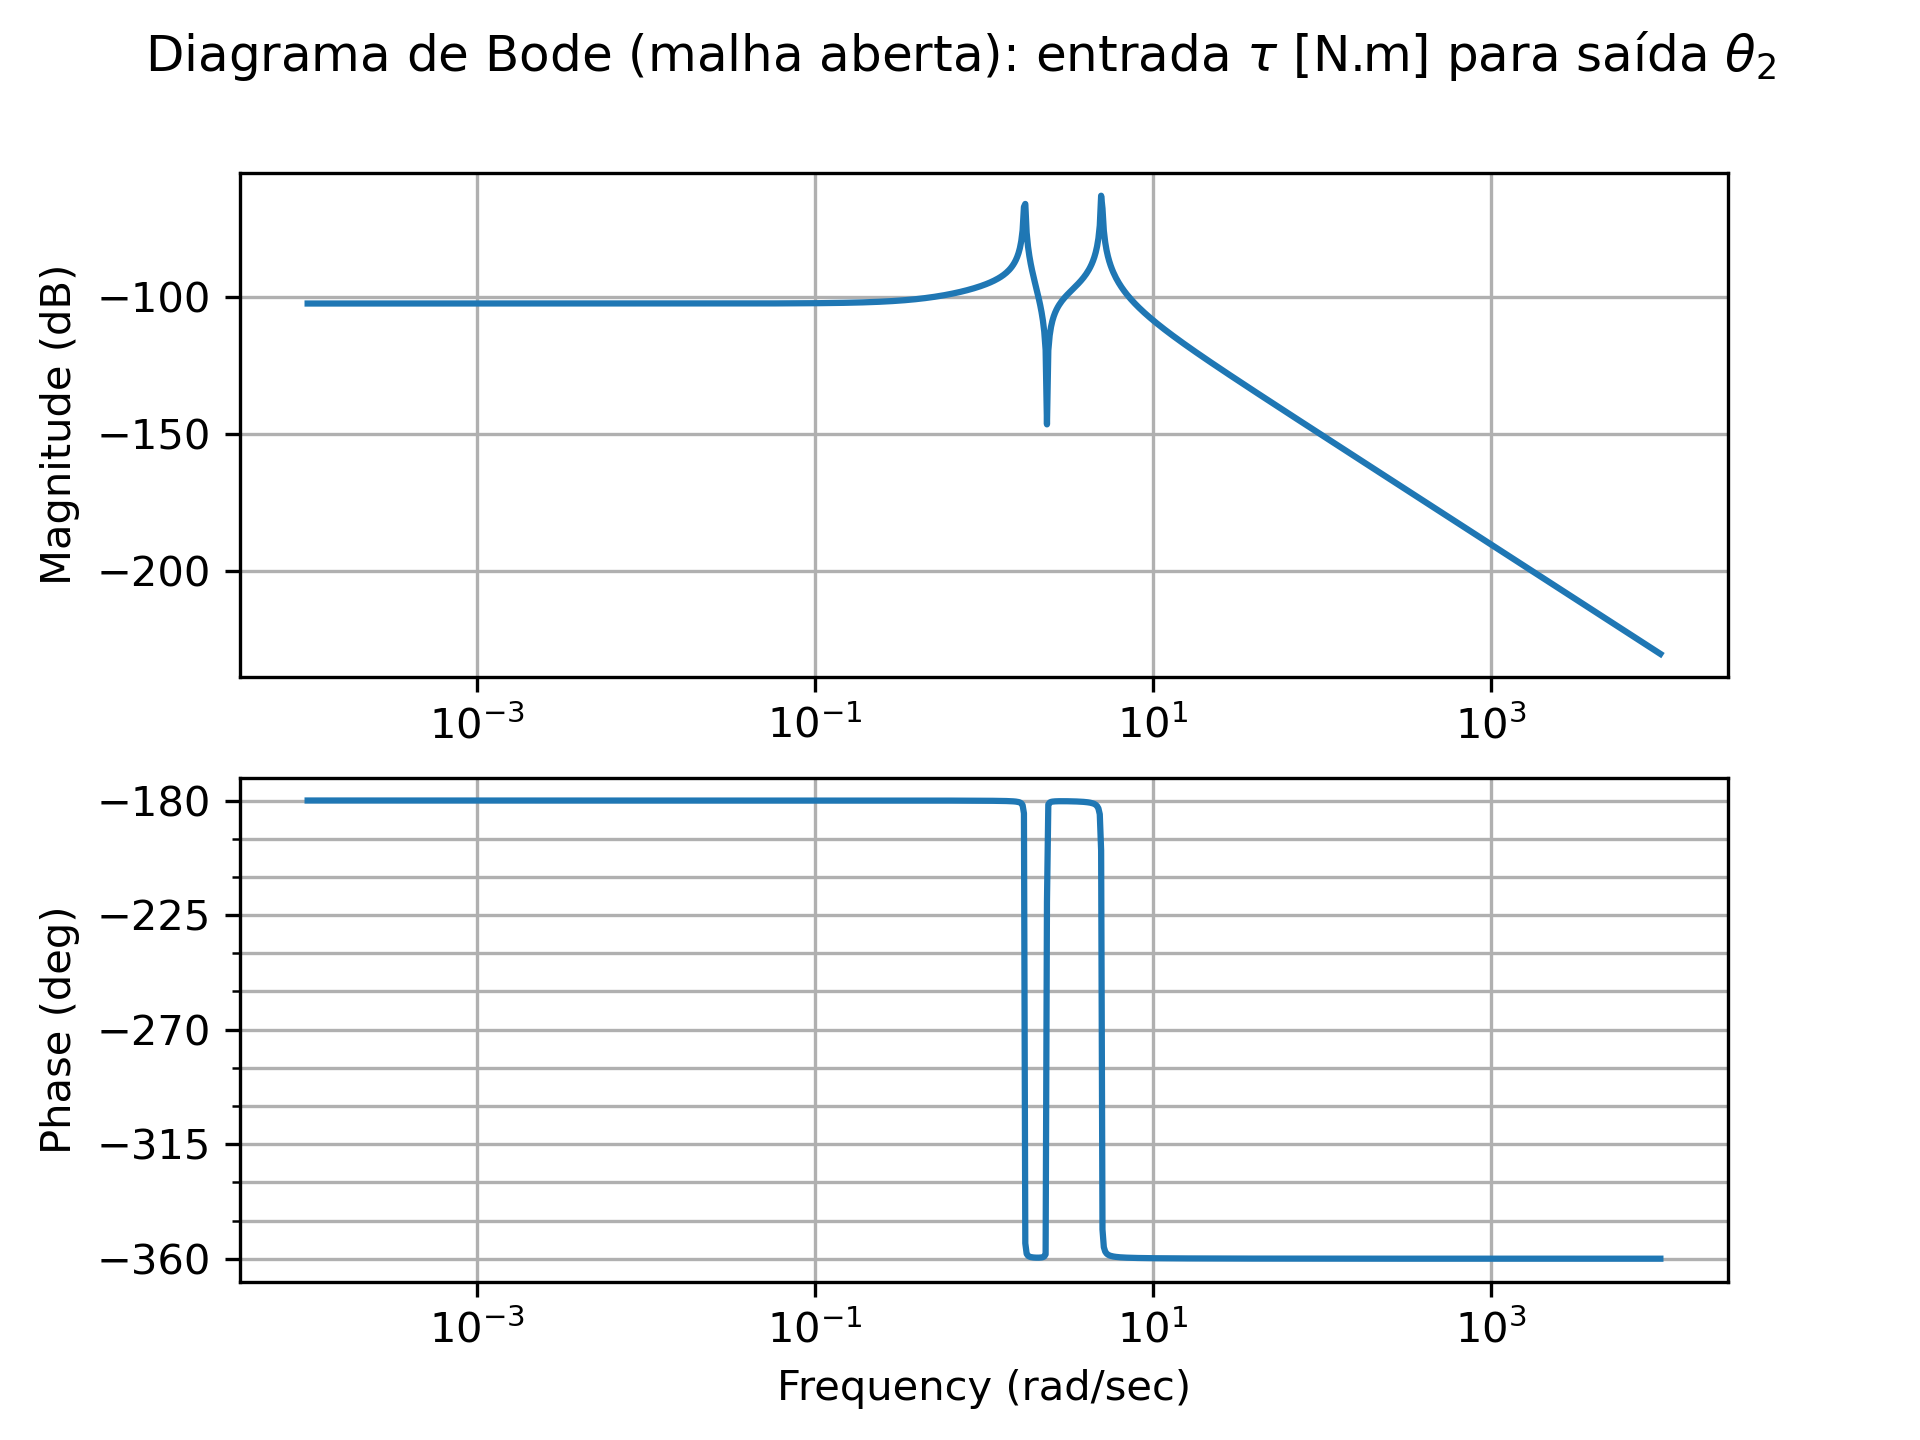 Diagrama de Bode (malha aberta): entrada τ [N.m] para saída θ₂
Magnitude (dB)
−100
−150
−200
10⁻³ 10⁻¹ 10¹ 10³
Phase (deg)
−180
−225
−270
−315
−360
10⁻³ 10⁻¹ 10¹ 10³
Frequency (rad/sec)